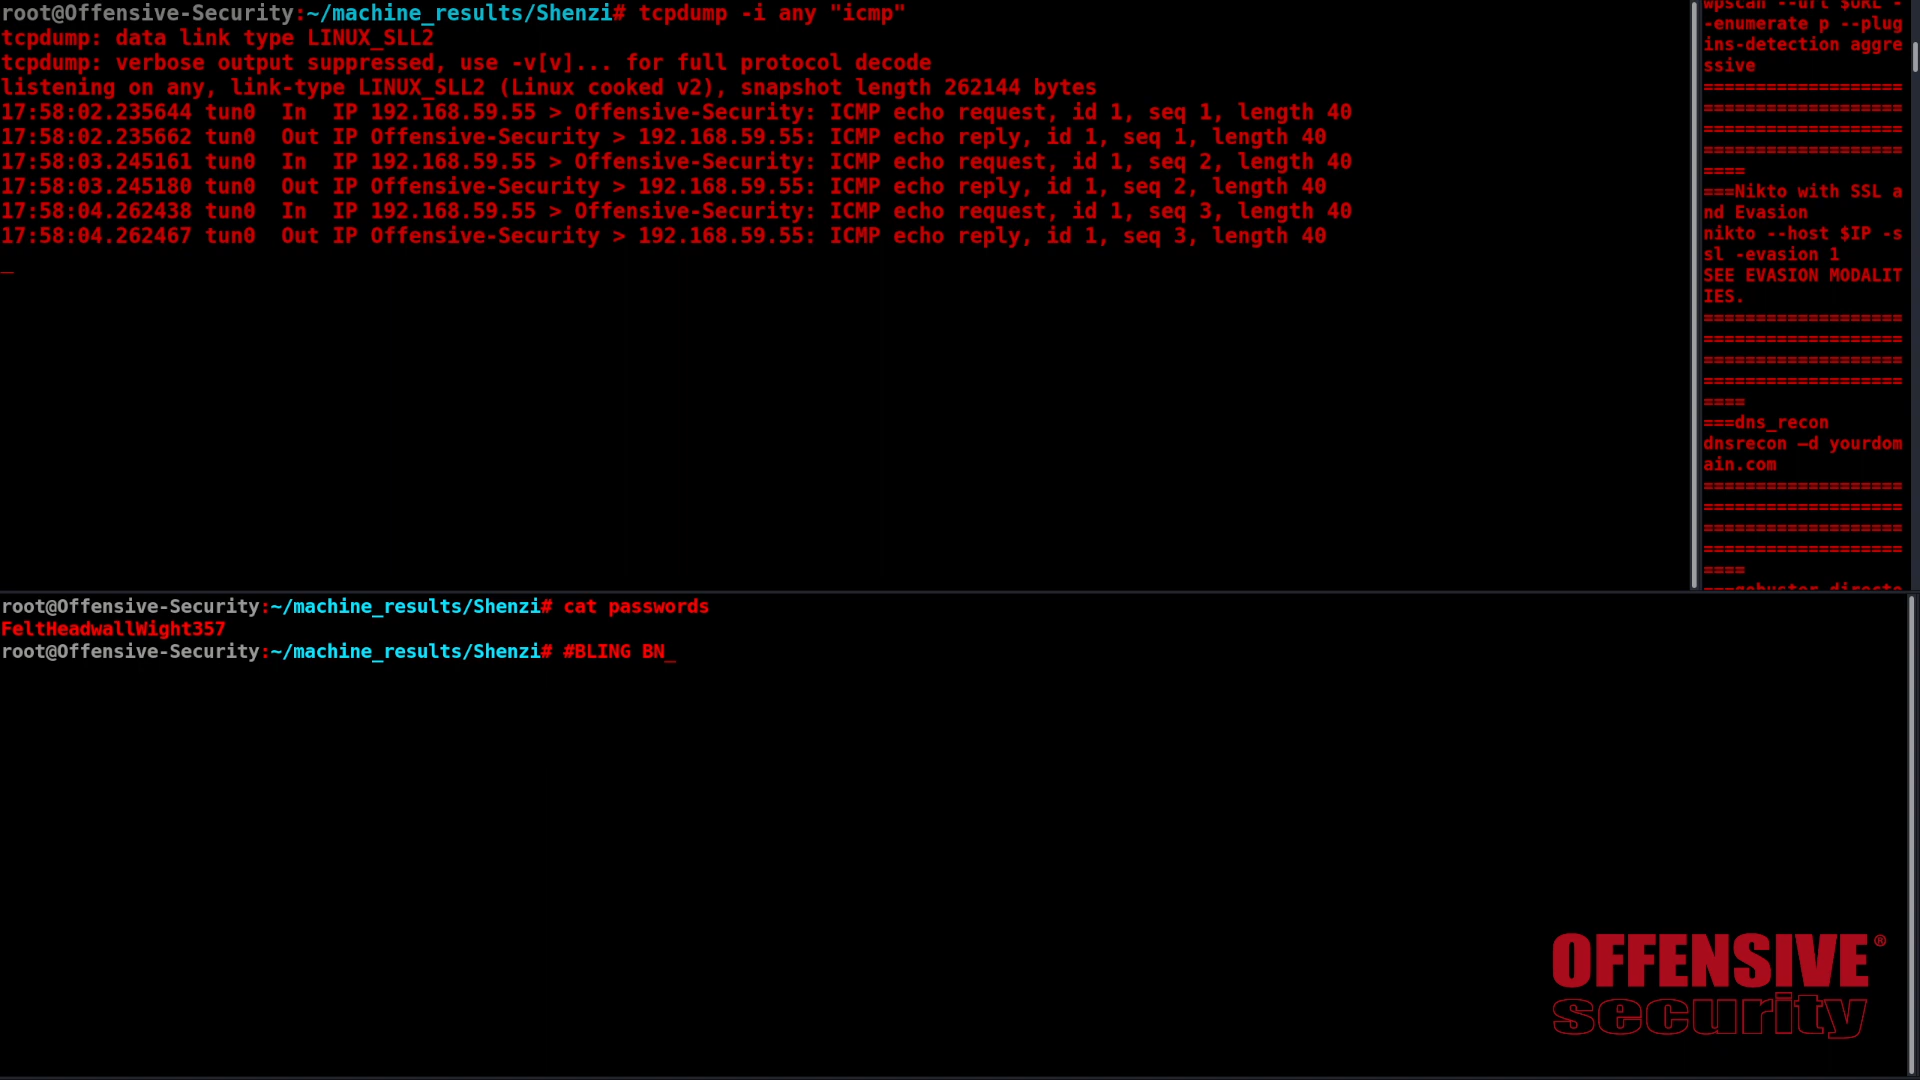 root@Offensive-Security:~/machine_results/Shenzi# tcpdump -i any "icmp"
tcpdump: data link type LINUX_SLL2
tcpdump: verbose output suppressed, use -v[v]... for full protocol decode
listening on any, link-type LINUX_SLL2 (Linux cooked v2), snapshot length 262144 bytes
17:58:02.235644 tun0  In  IP 192.168.59.55 > Offensive-Security: ICMP echo request, id 1, seq 1, length 40
17:58:02.235662 tun0  Out IP Offensive-Security > 192.168.59.55: ICMP echo reply, id 1, seq 1, length 40
17:58:03.245161 tun0  In  IP 192.168.59.55 > Offensive-Security: ICMP echo request, id 1, seq 2, length 40
17:58:03.245180 tun0  Out IP Offensive-Security > 192.168.59.55: ICMP echo reply, id 1, seq 2, length 40
17:58:04.262438 tun0  In  IP 192.168.59.55 > Offensive-Security: ICMP echo request, id 1, seq 3, length 40
17:58:04.262467 tun0  Out IP Offensive-Security > 192.168.59.55: ICMP echo reply, id 1, seq 3, length 40
_
wpscan --url $URL -
-enumerate p --plug
ins-detection aggre
ssive
===================
===================
===================
===================
====
===Nikto with SSL a
nd Evasion
nikto --host $IP -s
sl -evasion 1
SEE EVASION MODALIT
IES.
===================
===================
===================
===================
====
===dns_recon
dnsrecon –d yourdom
ain.com
===================
===================
===================
===================
====
===gobuster directo
root@Offensive-Security:~/machine_results/Shenzi# cat passwords
FeltHeadwallWight357
root@Offensive-Security:~/machine_results/Shenzi# #BLING BN_
OFFENSIVE®
security